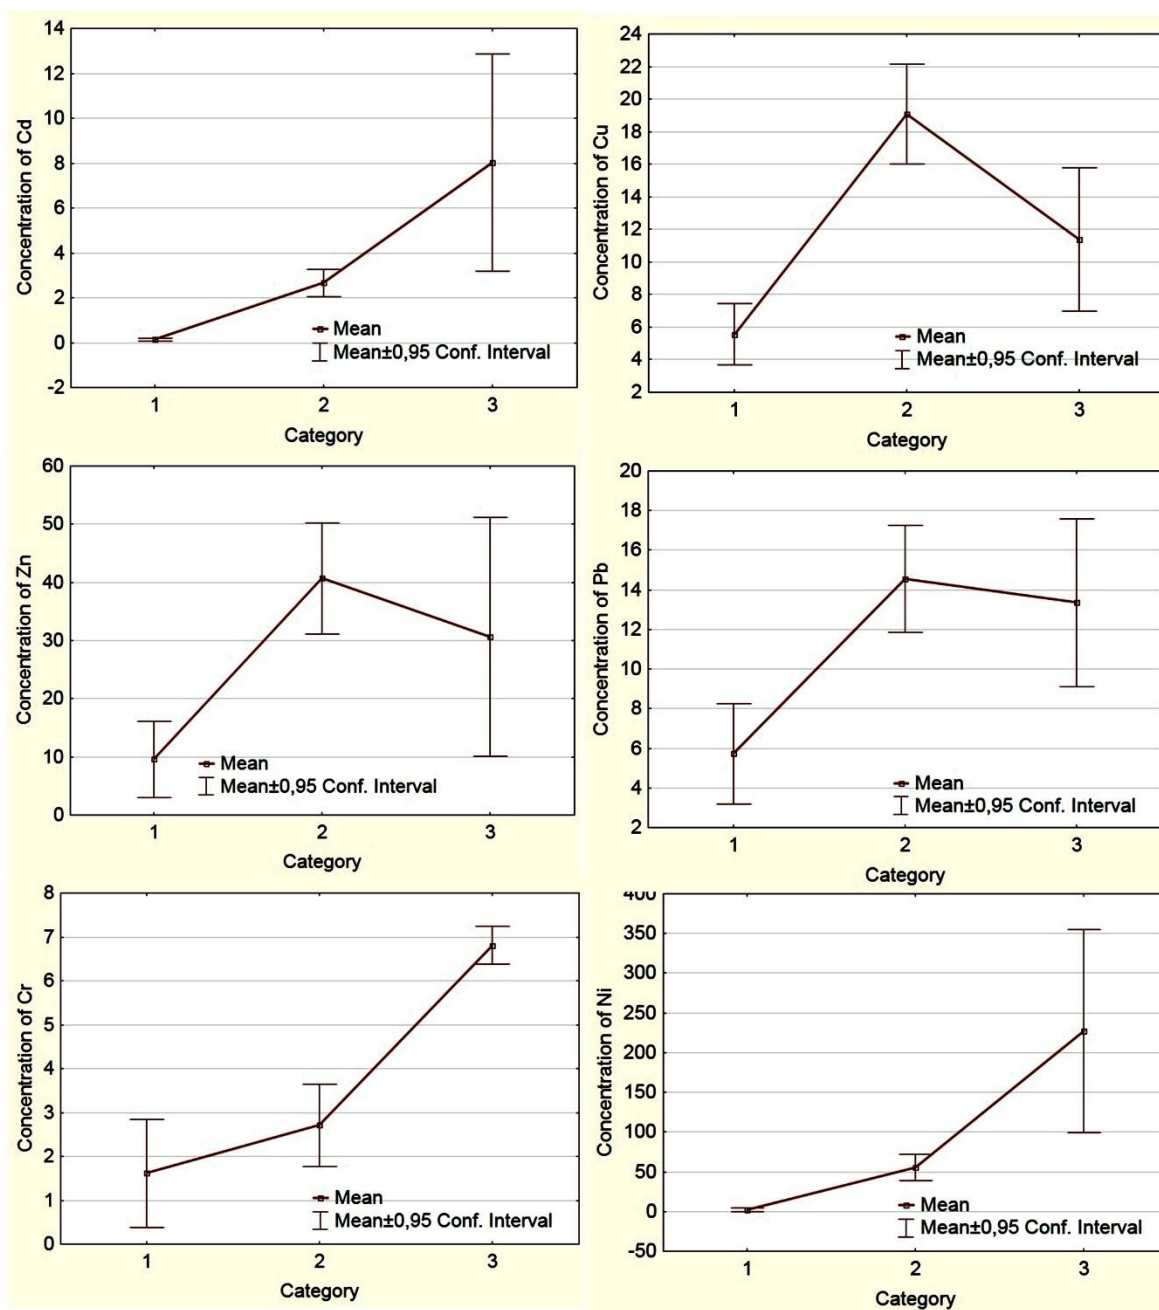 14
12
10
8
6
4
2
0
-2
Concentration of Cd
Mean
Mean±0,95 Conf. Interval
1 2 3
Category
24
22
20
18
16
14
12
10
8
6
4
2
Concentration of Cu
Mean
Mean±0,95 Conf. Interval
1 2 3
Category
60
50
40
30
20
10
0
Concentration of Zn
Mean
Mean±0,95 Conf. Interval
1 2 3
Category
20
18
16
14
12
10
8
6
4
2
Concentration of Pb
Mean
Mean±0,95 Conf. Interval
1 2 3
Category
8
7
6
5
4
3
2
1
0
Concentration of Cr
Mean
Mean±0,95 Conf. Interval
1 2 3
Category
400
350
300
250
200
150
100
50
0
-50
Concentration of Ni
Mean
Mean±0,95 Conf. Interval
1 2 3
Category